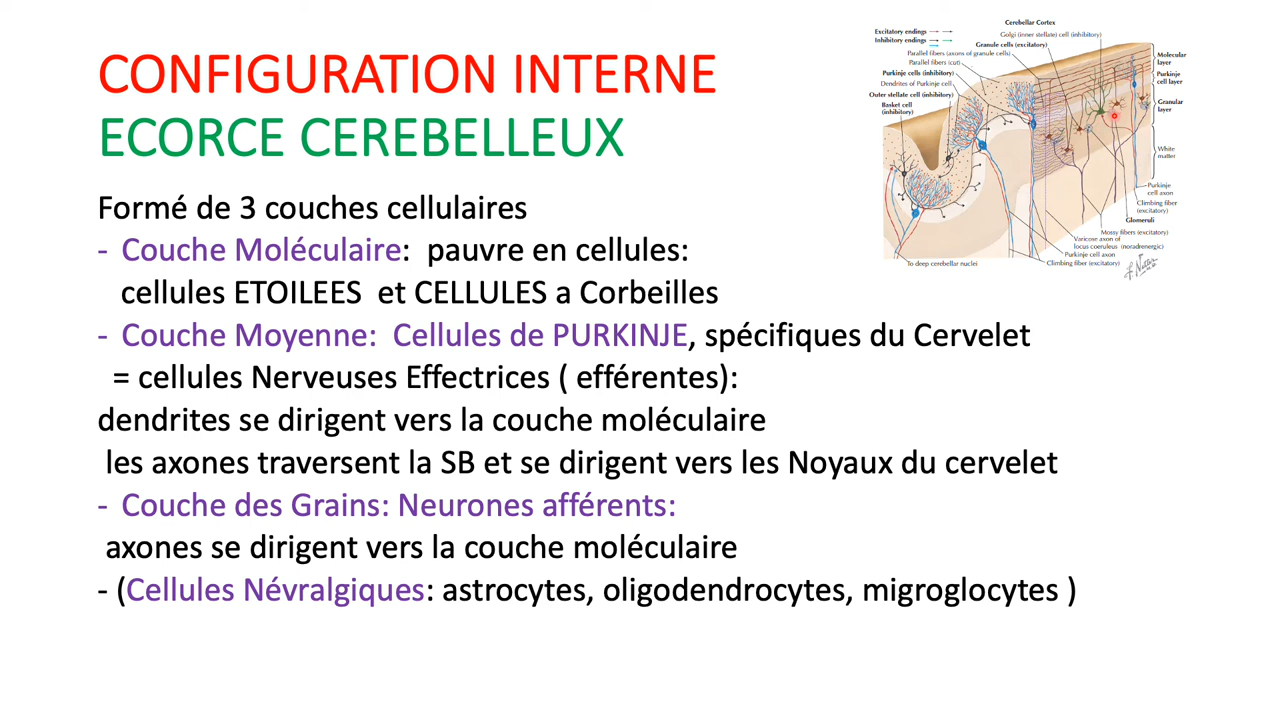 CONFIGURATION INTERNE
ECORCE CEREBELLEUX
Formé de 3 couches cellulaires
- Couche Moléculaire: pauvre en cellules:
cellules ETOILEES et CELLULES a Corbeilles
- Couche Moyenne: Cellules de PURKINJE, spécifiques du Cervelet
= cellules Nerveuses Effectrices ( efférentes):
dendrites se dirigent vers la couche moléculaire
les axones traversent la SB et se dirigent vers les Noyaux du cervelet
- Couche des Grains: Neurones afférents:
axones se dirigent vers la couche moléculaire
- (Cellules Névralgiques: astrocytes, oligodendrocytes, migroglocytes )
Cerebellar Cortex
Excitatory endings
Inhibitory endings
Golgi (inner stellate) cell (inhibitory)
Granule cells (excitatory)
Parallel fibers (axons of granule cells)
Parallel fibers (cut)
Purkinje cells (inhibitory)
Dendrites of Purkinje cell
Outer stellate cell (inhibitory)
Basket cell
(inhibitory)
Molecular
layer
Purkinje
cell layer
Granular
layer
White
matter
Purkinje
cell axon
Climbing fiber
(excitatory)
Glomeruli
Mossy fibers (excitatory)
Varicose axon of
locus coeruleus (noradrenergic)
Purkinje cell axon
Climbing fiber (excitatory)
To deep cerebellar nuclei
F. Netter